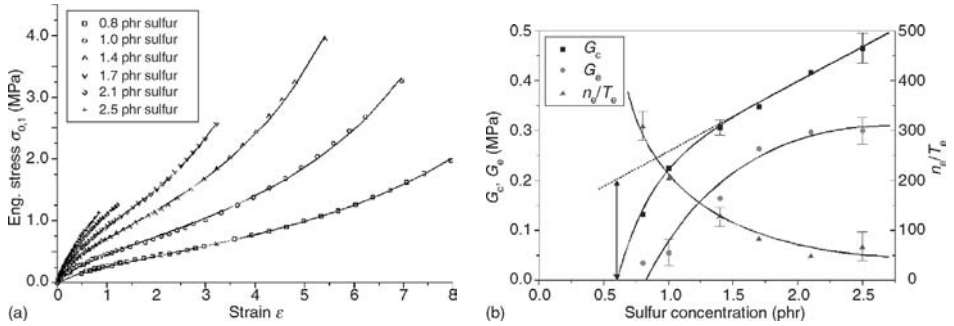 (a)
Eng. stress σ0,1 (MPa)
4.0
3.0
2.0
1.0
0.0
0.8 phr sulfur
1.0 phr sulfur
1.4 phr sulfur
1.7 phr sulfur
2.1 phr sulfur
2.5 phr sulfur
0 1 2 3 4 5 6 7 8
Strain ε
(b)
Gc, Ge (MPa)
0.5
0.4
0.3
0.2
0.1
0.0
Gc
Ge
ne/Te
500
400
300
200
100
0
ne/Te
0.0 0.5 1.0 1.5 2.0 2.5
Sulfur concentration (phr)